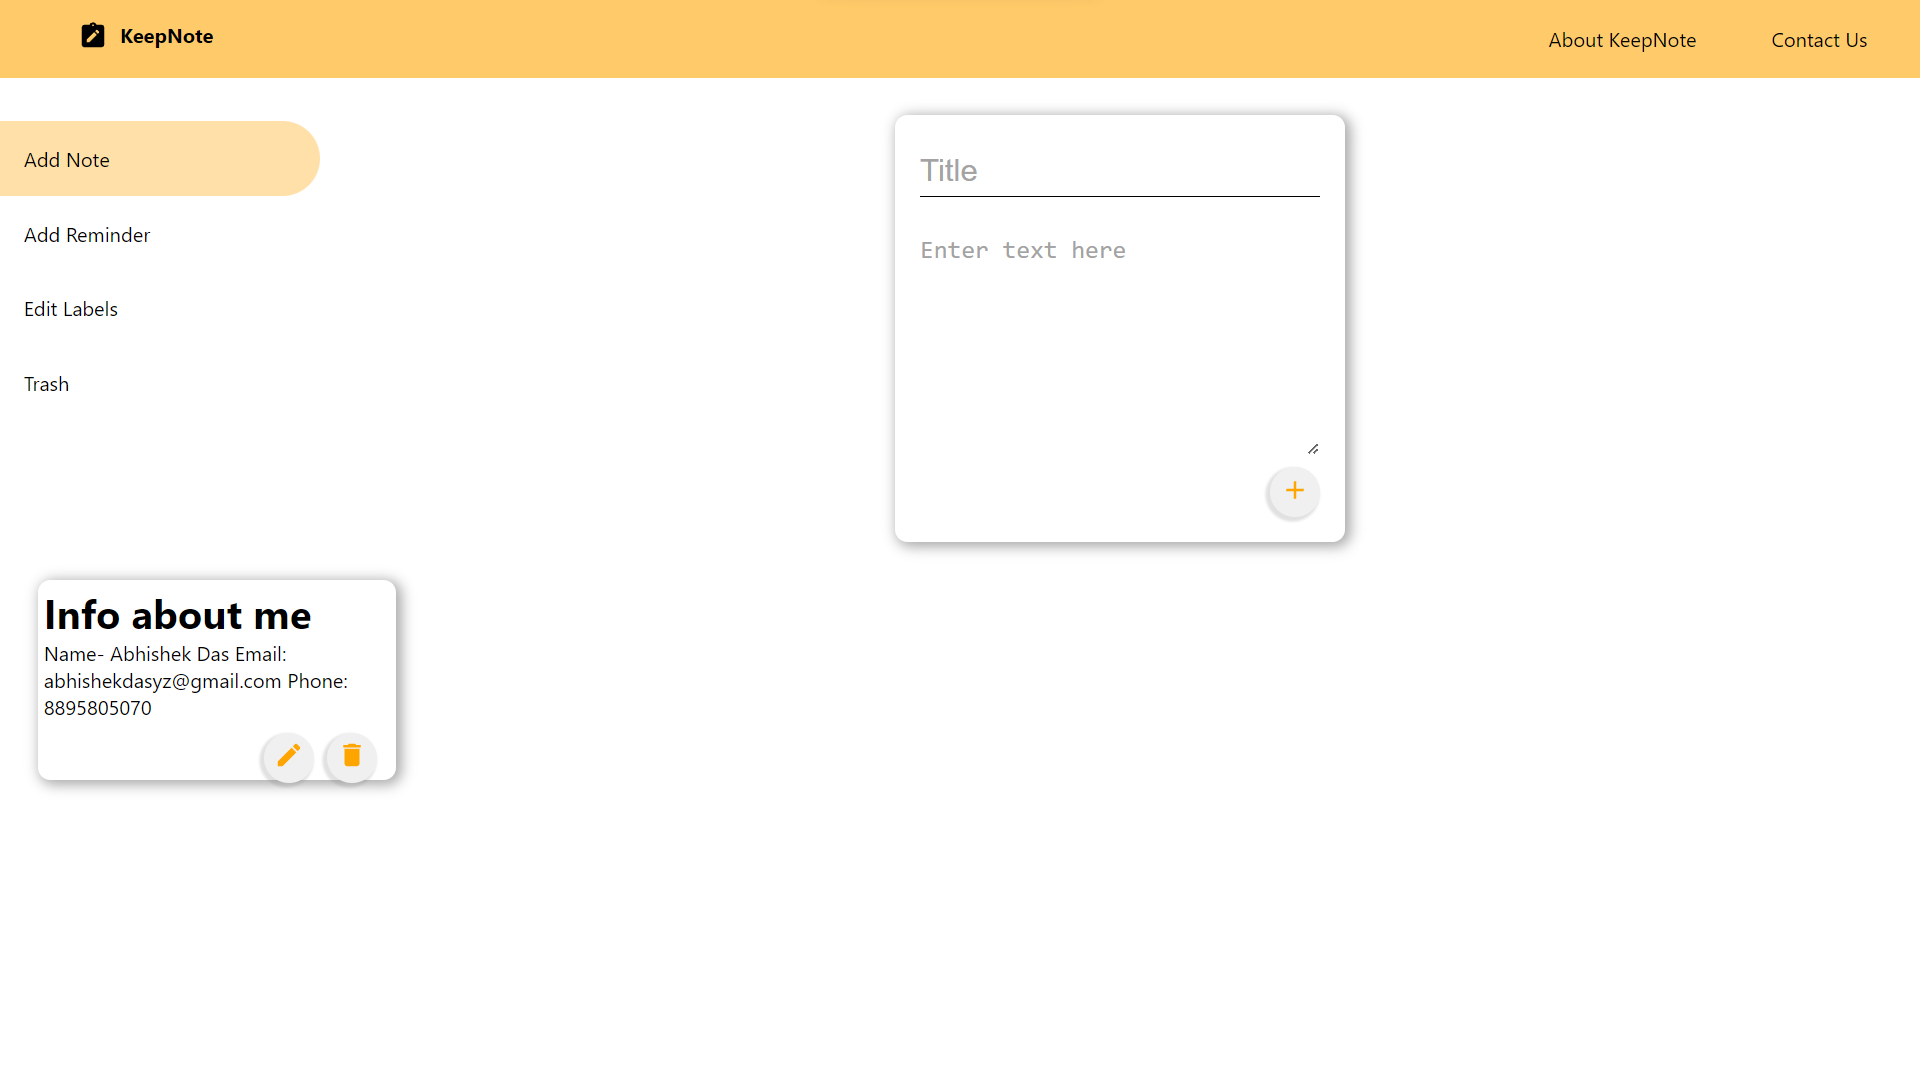 KeepNote
About KeepNote
Contact Us
Add Note
Add Reminder
Edit Labels
Trash
Title
Enter text here
Info about me
Name- Abhishek Das Email:
abhishekdasyz@gmail.com Phone:
8895805070